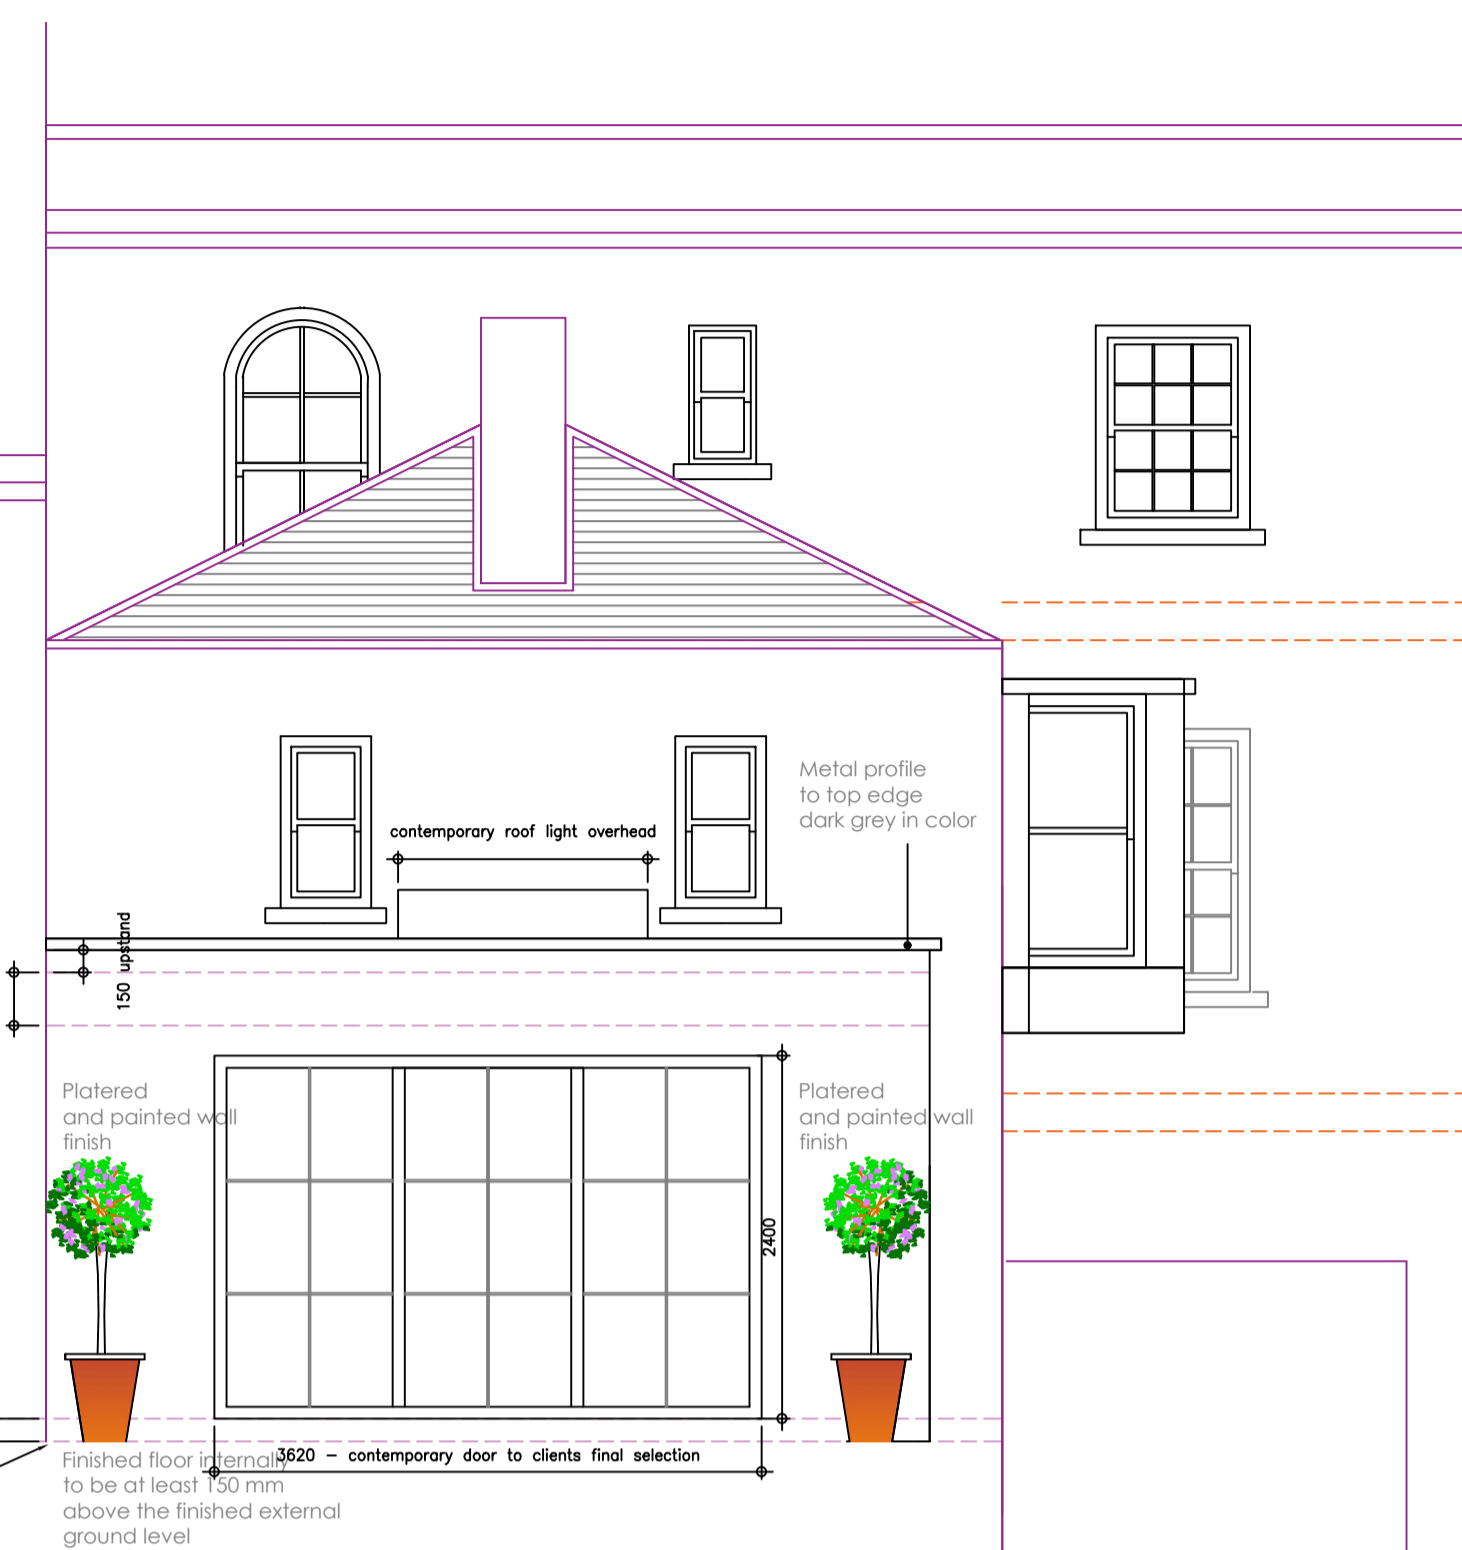 Metal profile
to top edge
dark grey in color
contemporary roof light overhead
150 upstand
Platered
and painted wall
finish
Platered
and painted wall
finish
2400
3620 – contemporary door to clients final selection
Finished floor internally
to be at least 150 mm
above the finished external
ground level